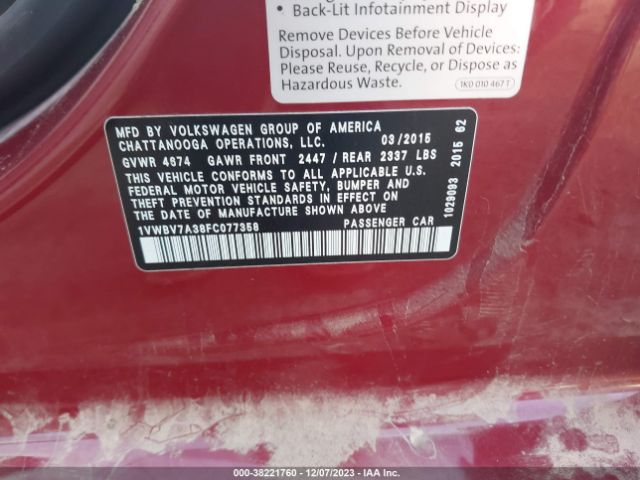 • Back-Lit Infotainment Display
Remove Devices Before Vehicle
Disposal. Upon Removal of Devices:
Please Reuse, Recycle, or Dispose as
Hazardous Waste.
1K0 010 467 T
MFD BY VOLKSWAGEN GROUP OF AMERICA
CHATTANOOGA OPERATIONS, LLC. 03/2015
GVWR 4674 GAWR FRONT 2447 / REAR 2337 LBS
THIS VEHICLE CONFORMS TO ALL APPLICABLE U.S.
FEDERAL MOTOR VEHICLE SAFETY, BUMPER AND
THEFT PREVENTION STANDARDS IN EFFECT ON
THE DATE OF MANUFACTURE SHOWN ABOVE
1VWBV7A38FC077358 PASSENGER CAR
1029093 2015 62
000-38221760 - 12/07/2023 - IAA Inc.